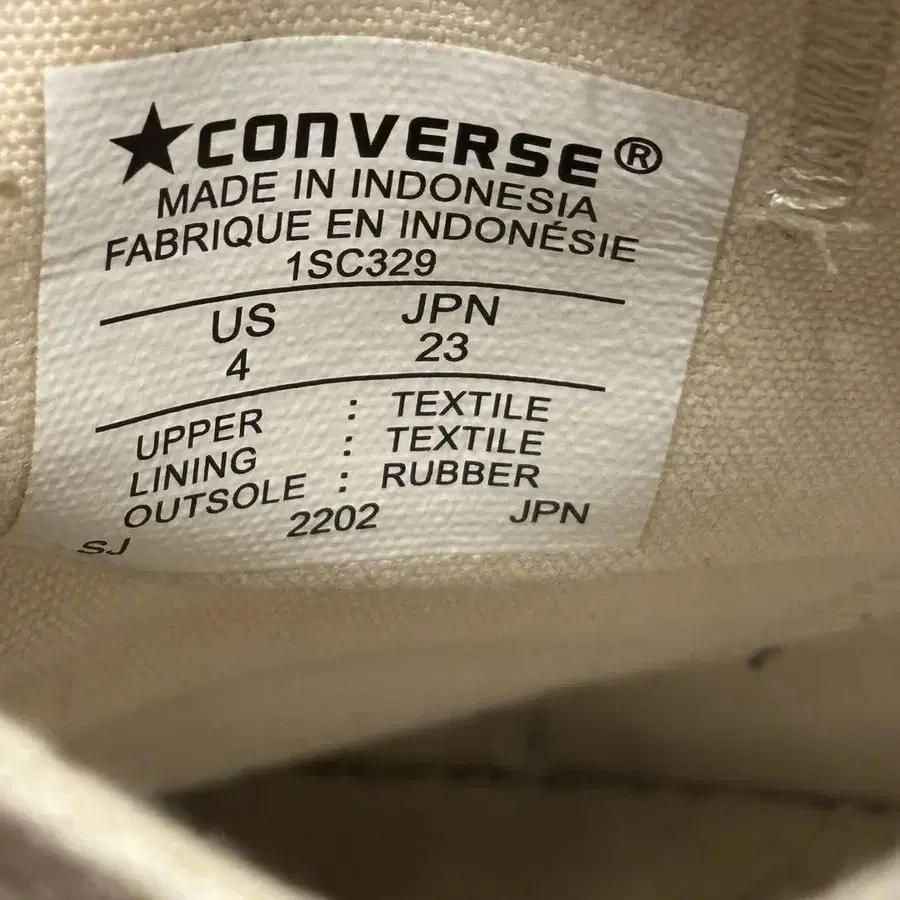 ★CONVERSE®
MADE IN INDONESIA
FABRIQUE EN INDONÉSIE
1SC329
US JPN
4 23
UPPER : TEXTILE
LINING : TEXTILE
OUTSOLE : RUBBER
2202 JPN
SJ